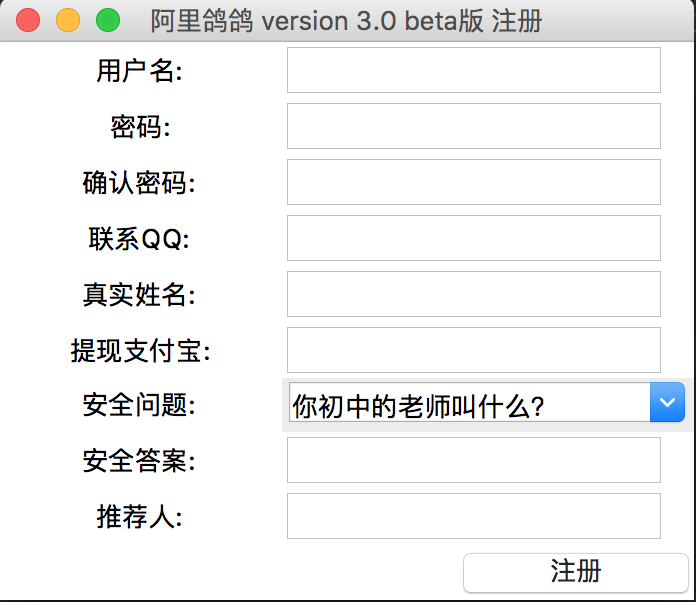 阿里鸽鸽 version 3.0 beta版 注册
用户名:
密码:
确认密码:
联系QQ:
真实姓名:
提现支付宝:
安全问题: 你初中的老师叫什么?
安全答案:
推荐人:
注册